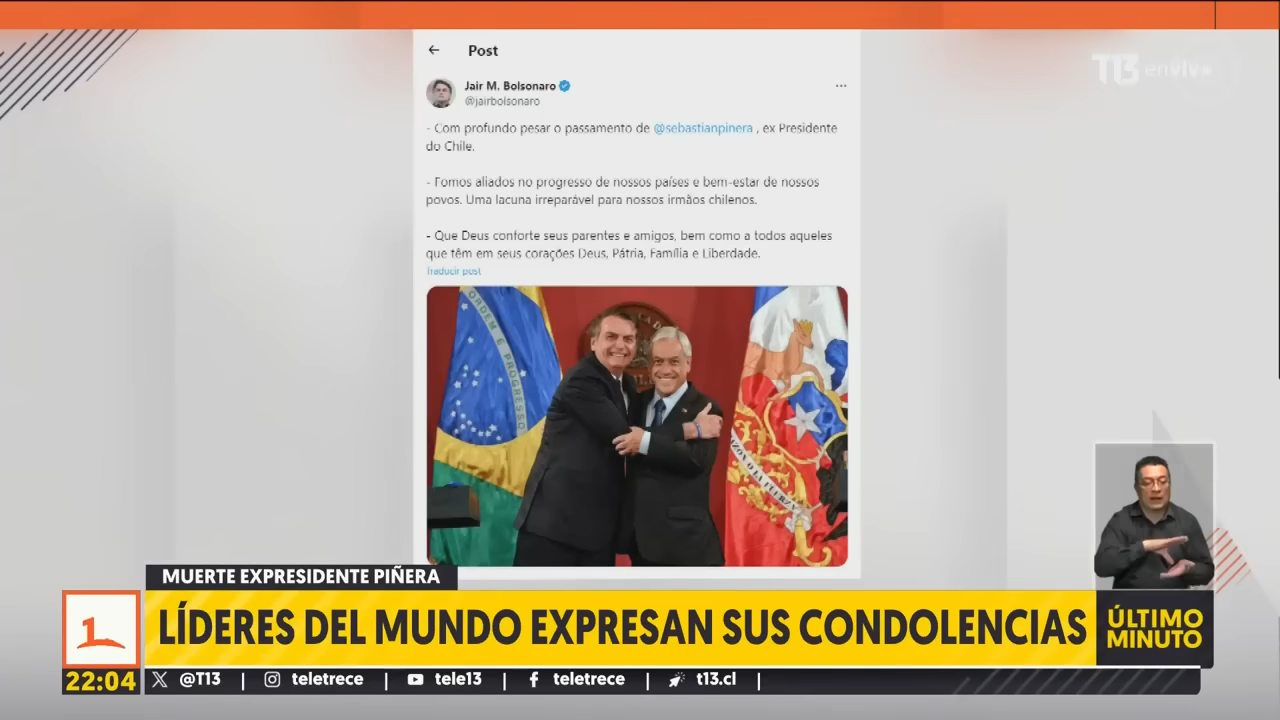 Post
T13 en vivo
Jair M. Bolsonaro
@jairbolsonaro
- Com profundo pesar o passamento de @sebastianpinera , ex Presidente
do Chile.
- Fomos aliados no progresso de nossos países e bem-estar de nossos
povos. Uma lacuna irreparável para nossos irmãos chilenos.
- Que Deus conforte seus parentes e amigos, bem como a todos aqueles
que têm em seus corações Deus, Pátria, Família e Liberdade.
Traducir post
ORDEM E PROGRESSO
MUERTE EXPRESIDENTE PIÑERA
LÍDERES DEL MUNDO EXPRESAN SUS CONDOLENCIAS
ÚLTIMO
MINUTO
22:04 @T13 | teletrece | tele13 | teletrece | t13.cl |